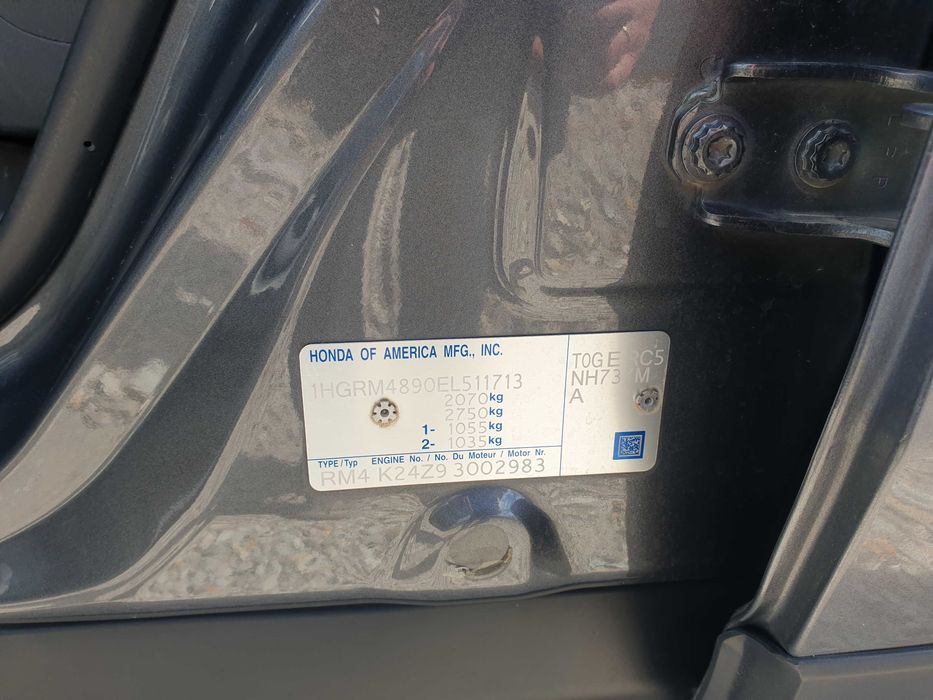 HONDA OF AMERICA MFG., INC.
1HGRM4890EL511713
2070kg
2750kg
1- 1055kg
2- 1035kg
TYPE/Typ ENGINE No. / No. Du Moteur / Motor Nr.
RM4 K24Z9 3002983
T0G E RC5
NH73 M
A